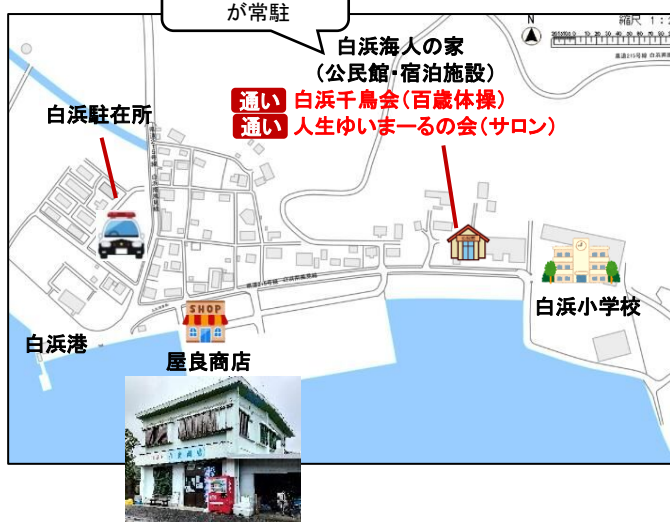 が常駐
N
縮尺 1:
白浜海人の家
(公民館・宿泊施設)
通い 白浜千鳥会(百歳体操)
通い 人生ゆいまーるの会(サロン)
白浜駐在所
SHOP
白浜小学校
白浜港
屋良商店